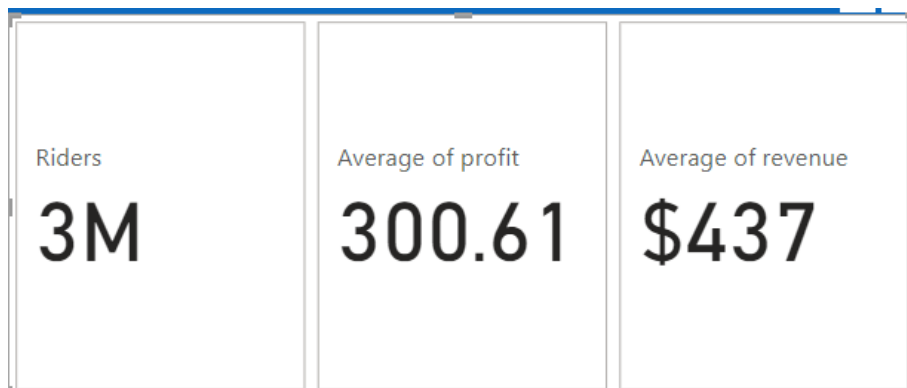 Riders
3M
Average of profit
300.61
Average of revenue
$437